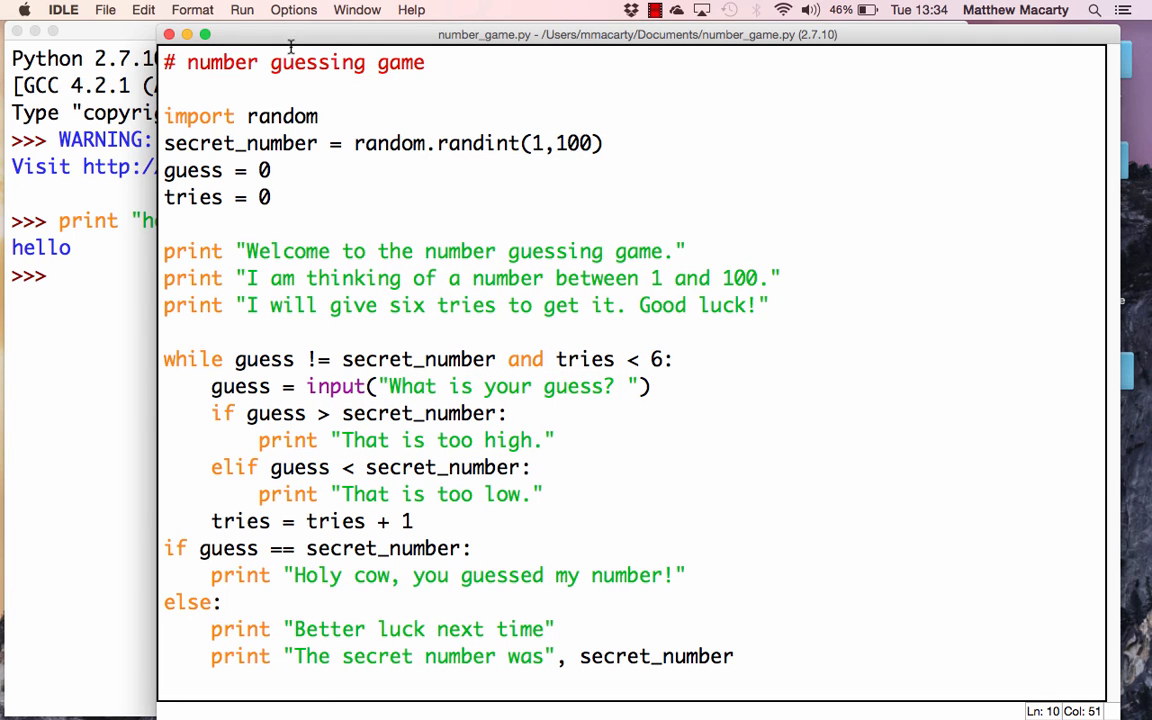 IDLE File Edit Format Run Options Window Help 46% Tue 13:34 Matthew Macarty
number_game.py - /Users/mmacarty/Documents/number_game.py (2.7.10)
Python 2.7.10
[GCC 4.2.1 (
Type "copyri
>>> WARNING:
Visit http:/
>>> print "he
hello
>>>
# number guessing game
import random
secret_number = random.randint(1,100)
guess = 0
tries = 0
print "Welcome to the number guessing game."
print "I am thinking of a number between 1 and 100."
print "I will give six tries to get it. Good luck!"
while guess != secret_number and tries < 6:
guess = input("What is your guess? ")
if guess > secret_number:
print "That is too high."
elif guess < secret_number:
print "That is too low."
tries = tries + 1
if guess == secret_number:
print "Holy cow, you guessed my number!"
else:
print "Better luck next time"
print "The secret number was", secret_number
Ln: 10 Col: 51